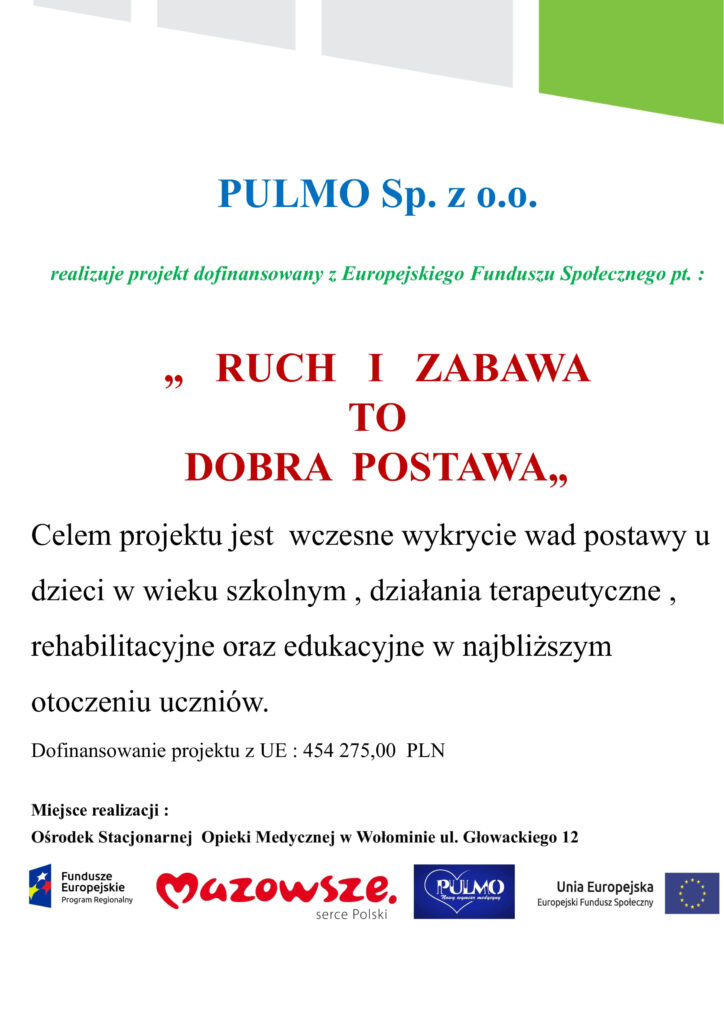 PULMO Sp. z o.o.
realizuje projekt dofinansowany z Europejskiego Funduszu Społecznego pt. :
„ RUCH I ZABAWA
TO
DOBRA POSTAWA„
Celem projektu jest wczesne wykrycie wad postawy u
dzieci w wieku szkolnym , działania terapeutyczne ,
rehabilitacyjne oraz edukacyjne w najbliższym
otoczeniu uczniów.
Dofinansowanie projektu z UE : 454 275,00 PLN
Miejsce realizacji :
Ośrodek Stacjonarnej Opieki Medycznej w Wołominie ul. Głowackiego 12
Fundusze
Europejskie
Program Regionalny
mazowsze.
serce Polski
PULMO
Nowy wymiar medycyny
Unia Europejska
Europejski Fundusz Społeczny